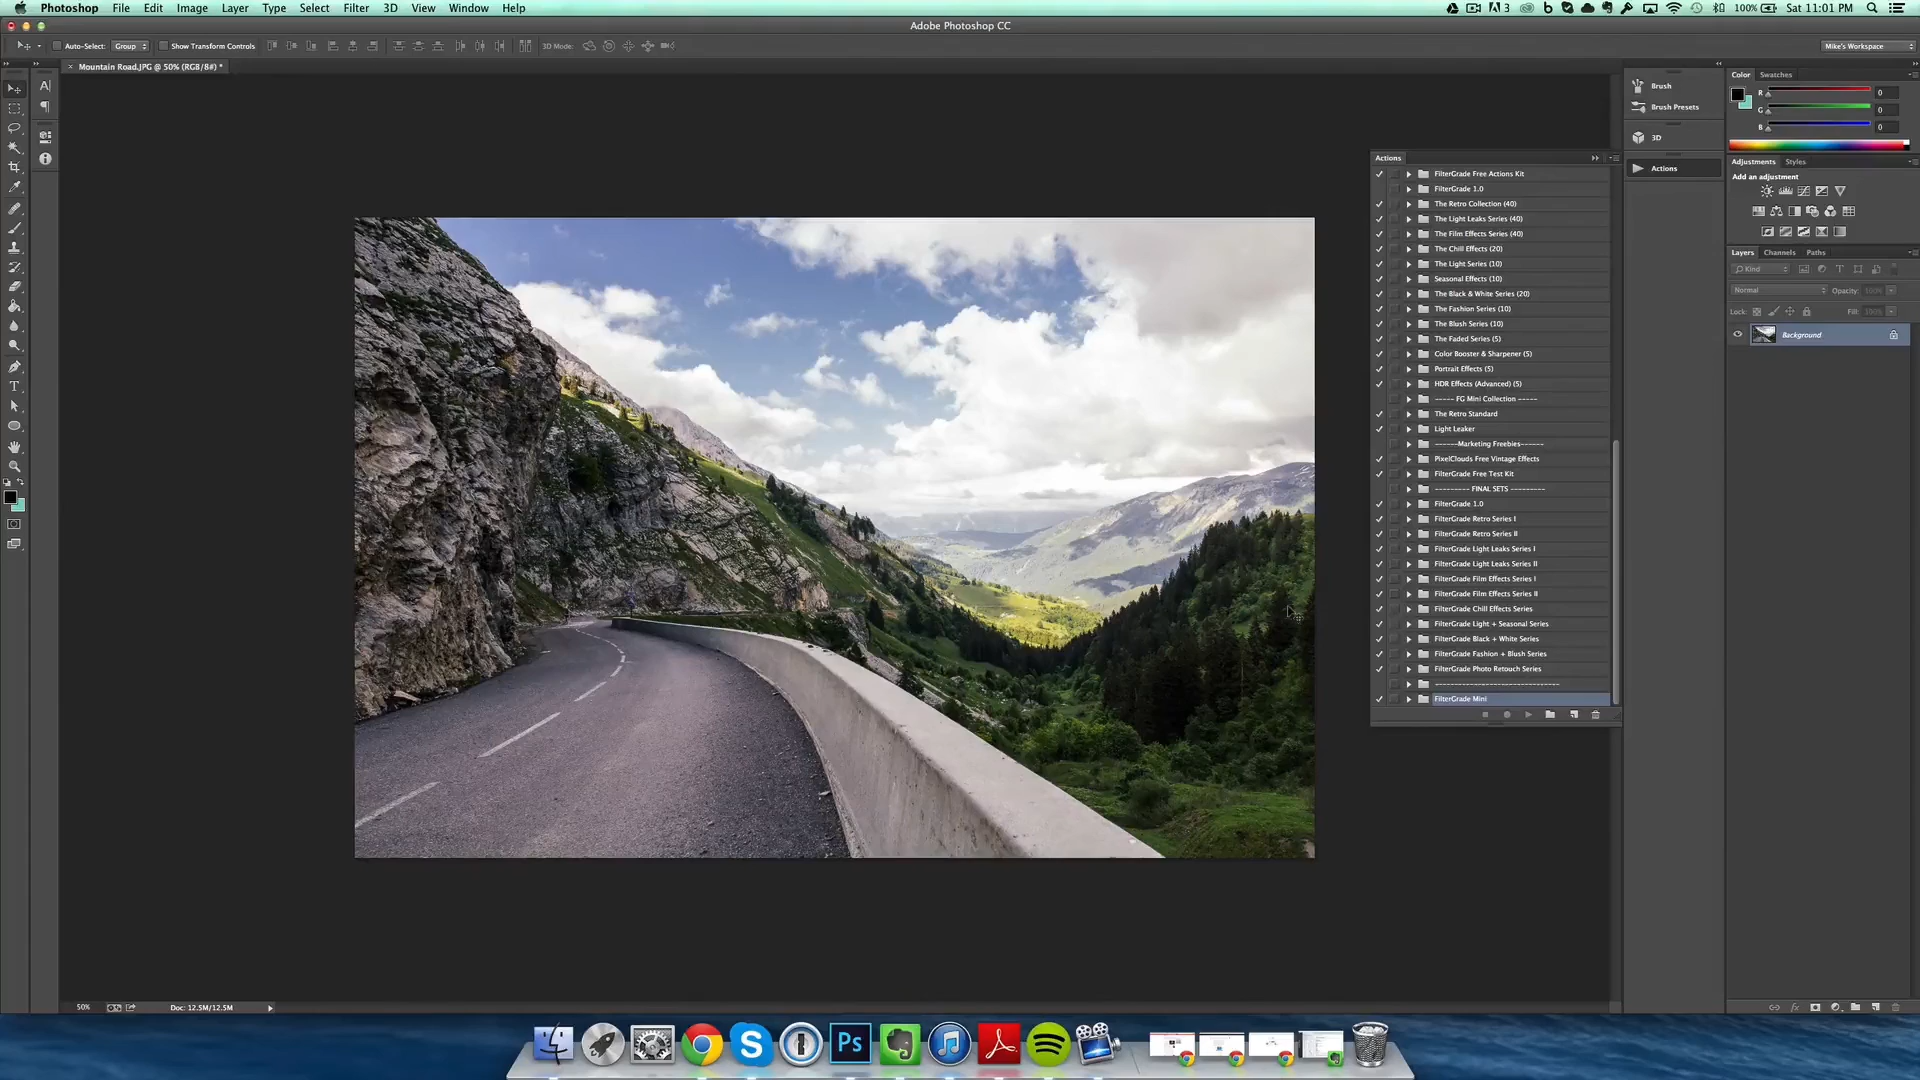 Photoshop File Edit Image Layer Type Select Filter 3D View Window Help 3 100% Sat 11:01 PM
Adobe Photoshop CC
Auto-Select: Group Show Transform Controls 3D Mode: Mike's Workspace
× Mountain Road.JPG @ 50% (RGB/8#) *
Brush
Brush Presets
3D
Actions
Color Swatches
R 0
G 0
B 0
Adjustments Styles
Add an adjustment
Layers Channels Paths
Kind
Normal Opacity: 100%
Lock: Fill: 100%
Background
Actions
FilterGrade Free Actions Kit
FilterGrade 1.0
The Retro Collection (40)
The Light Leaks Series (40)
The Film Effects Series (40)
The Chill Effects (20)
The Light Series (10)
Seasonal Effects (10)
The Black & White Series (20)
The Fashion Series (10)
The Blush Series (10)
The Faded Series (5)
Color Booster & Sharpener (5)
Portrait Effects (5)
HDR Effects (Advanced) (5)
----- FG Mini Collection -----
The Retro Standard
Light Leaker
------Marketing Freebies------
PixelClouds Free Vintage Effects
FilterGrade Free Test Kit
--------- FINAL SETS ---------
FilterGrade 1.0
FilterGrade Retro Series I
FilterGrade Retro Series II
FilterGrade Light Leaks Series I
FilterGrade Light Leaks Series II
FilterGrade Film Effects Series I
FilterGrade Film Effects Series II
FilterGrade Chill Effects Series
FilterGrade Light + Seasonal Series
FilterGrade Black + White Series
FilterGrade Fashion + Blush Series
FilterGrade Photo Retouch Series
--------------------------------
FilterGrade Mini
50% Doc: 12.5M/12.5M
Ps